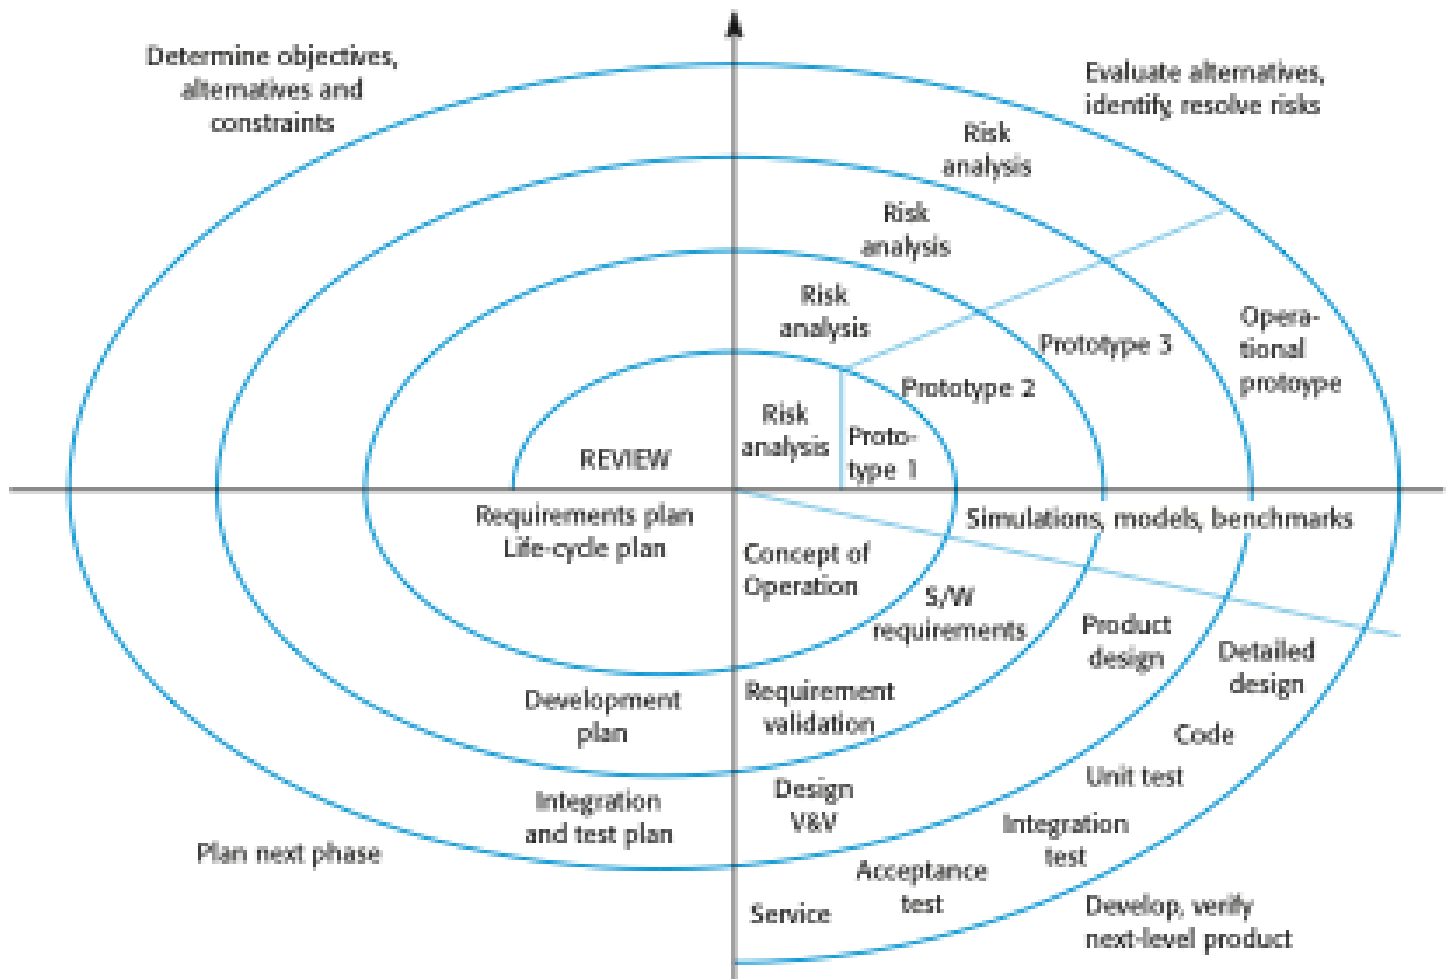 Determine objectives,
alternatives and
constraints
Evaluate alternatives,
identify, resolve risks
Risk
analysis
Risk
analysis
Risk
analysis
Risk
analysis
Proto-
type 1
Prototype 2
Prototype 3
Opera-
tional
protoype
REVIEW
Requirements plan
Life-cycle plan
Development
plan
Integration
and test plan
Plan next phase
Simulations, models, benchmarks
Concept of
Operation
S/W
requirements
Product
design
Detailed
design
Requirement
validation
Code
Unit test
Design
V&V
Integration
test
Acceptance
test
Service
Develop, verify
next-level product